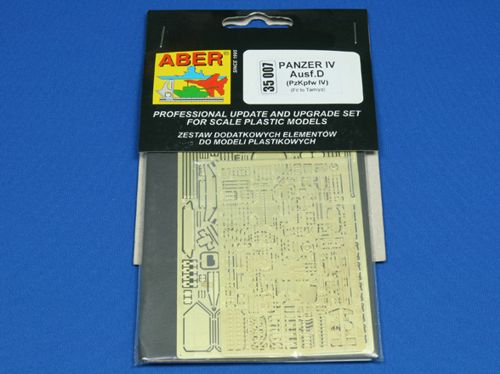 ABER
SINCE 1995
35 007
PANZER IV
Ausf.D
(PzKpfw IV)
(Fit to Tamiya)
PROFESSIONAL UPDATE AND UPGRADE SET
FOR SCALE PLASTIC MODELS
ZESTAW DODATKOWYCH ELEMENTÓW
DO MODELI PLASTIKOWYCH